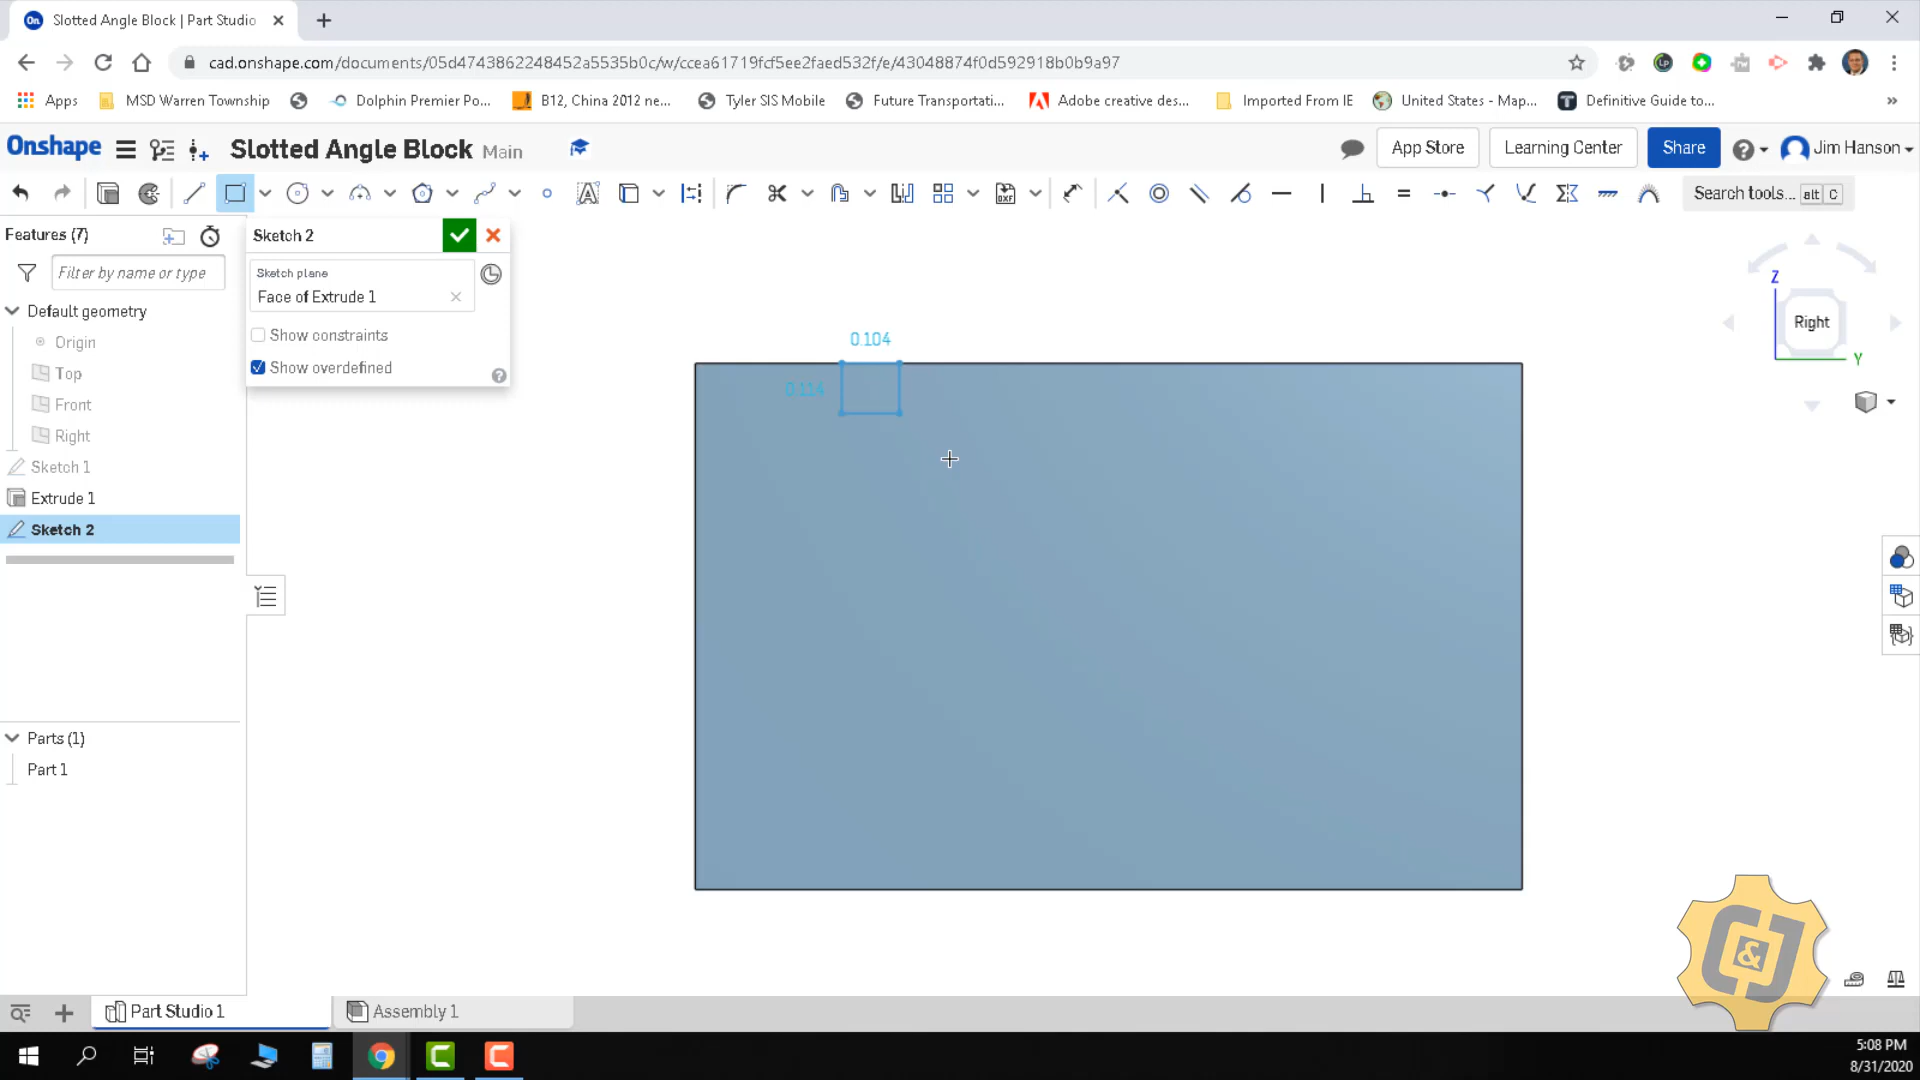 Slotted Angle Block | Part Studio
cad.onshape.com/documents/05d4743862248452a5535b0c/w/ccea61719fcf5ee2faed532f/e/43048874f0d592918b0b9a97
Apps MSD Warren Township Dolphin Premier Po... B12, China 2012 ne... Tyler SIS Mobile Future Transportati... Adobe creative des... Imported From IE United States - Map... Definitive Guide to... »
Onshape Slotted Angle Block Main App Store Learning Center Share Jim Hanson
Search tools... alt C
Features (7) Sketch 2
Filter by name or type
Sketch plane
Face of Extrude 1
Default geometry
Show constraints
Origin
Show overdefined
Top
Front
Right
Sketch 1
Extrude 1
Sketch 2
0.104
0.114
Z
Right
Y
Parts (1)
Part 1
Part Studio 1 Assembly 1
5:08 PM
8/31/2020